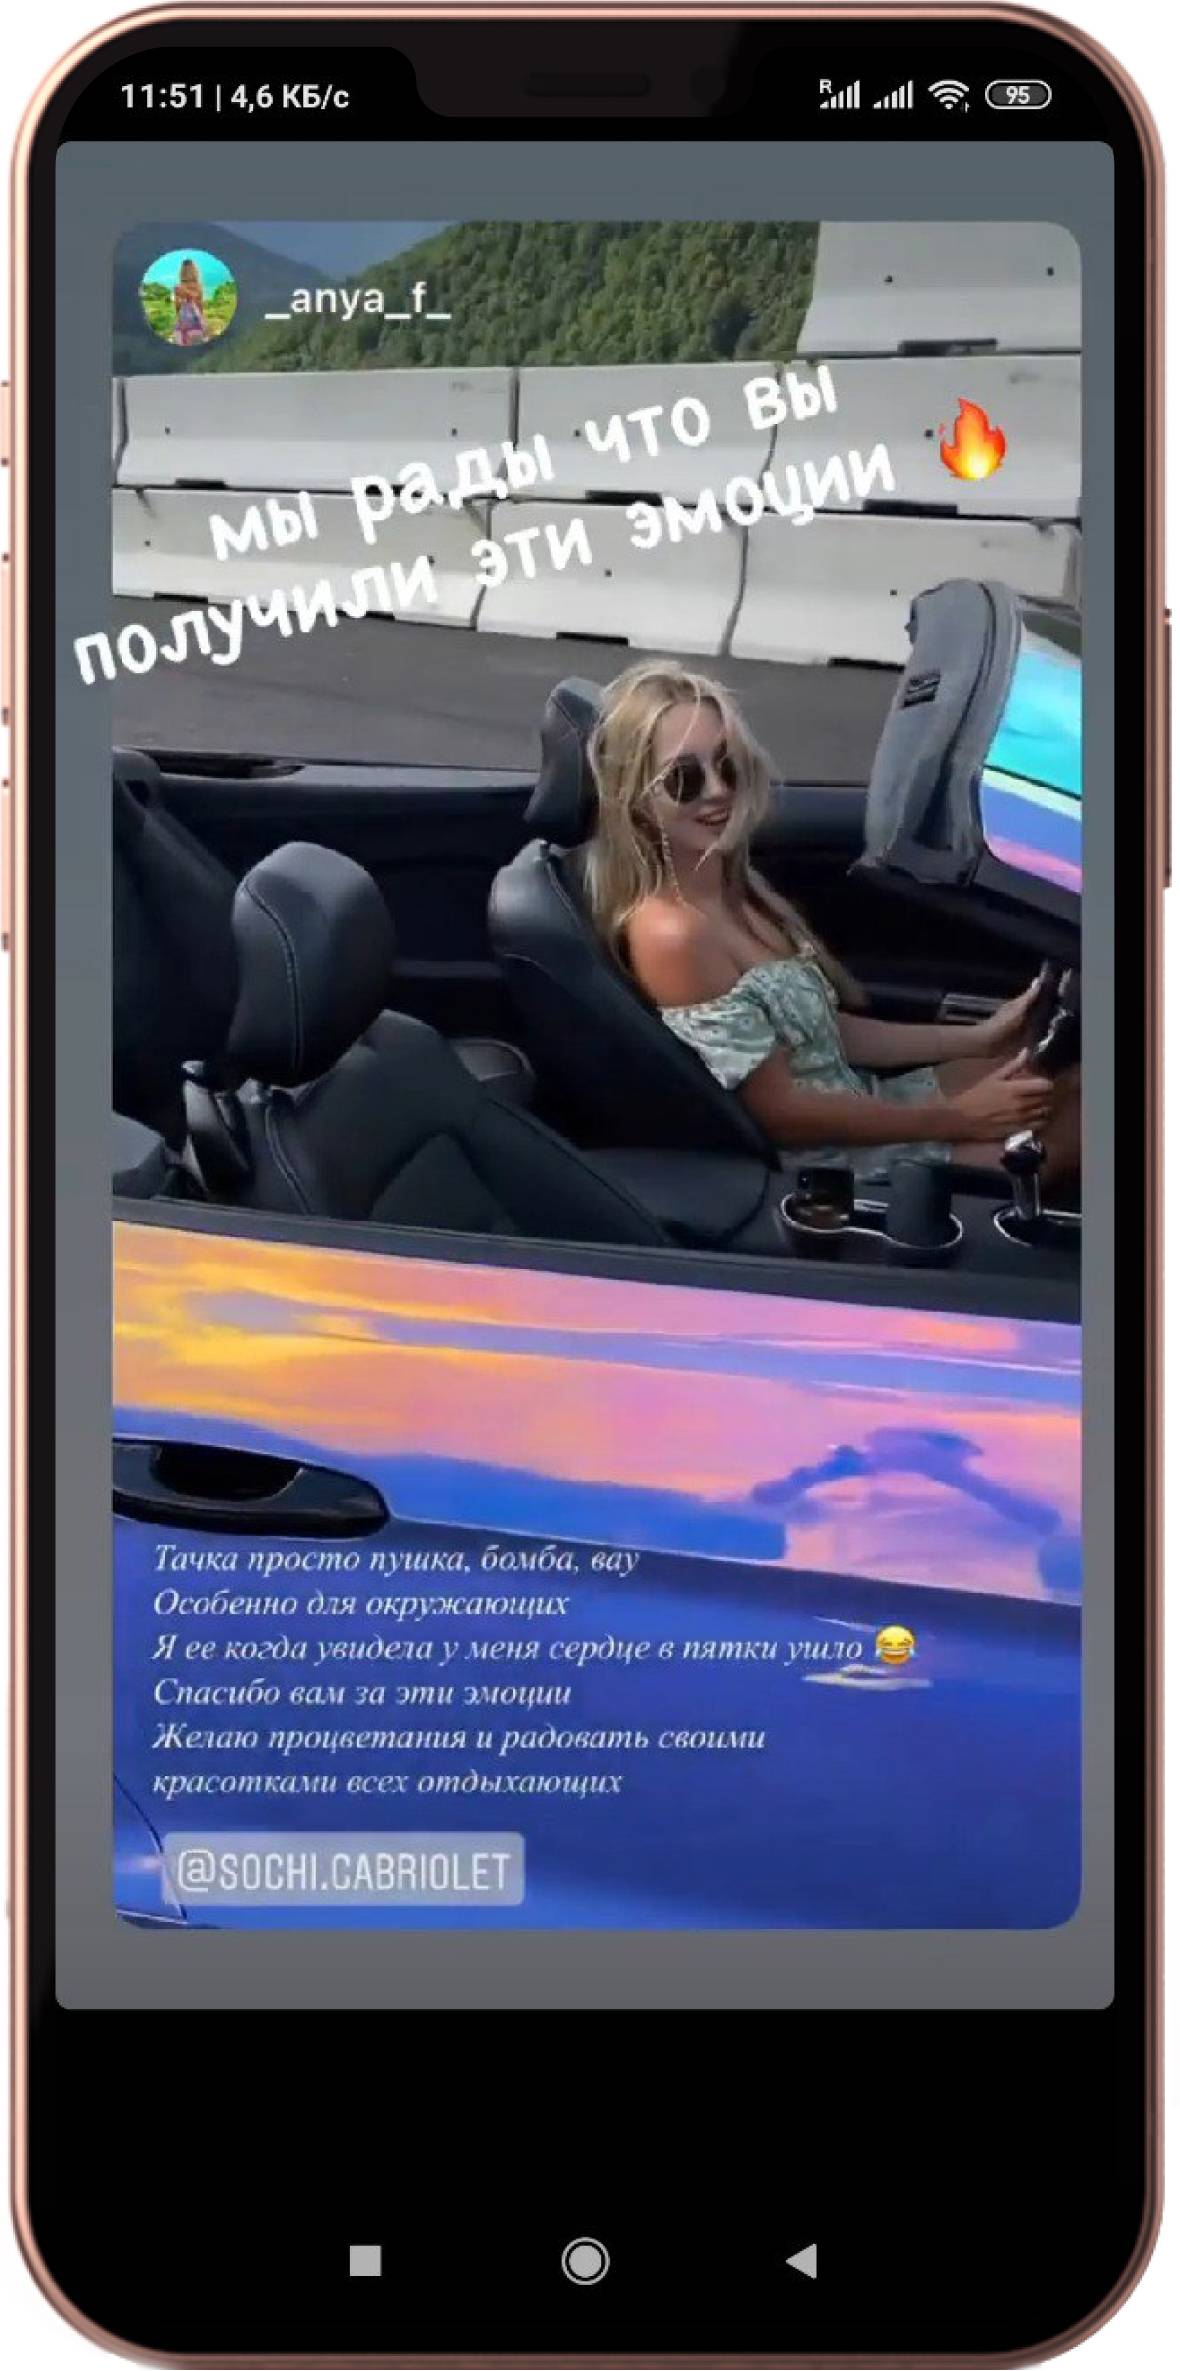 11:51 | 4,6 КБ/с
R
95
_anya_f_
мы рады что вы
получили эти эмоции 🔥
Тачка просто пушка, бомба, вау
Особенно для окружающих
Я ее когда увидела у меня сердце в пятки ушло 😂
Спасибо вам за эти эмоции
Желаю процветания и радовать своими
красотками всех отдыхающих
@SOCHI.CABRIOLET